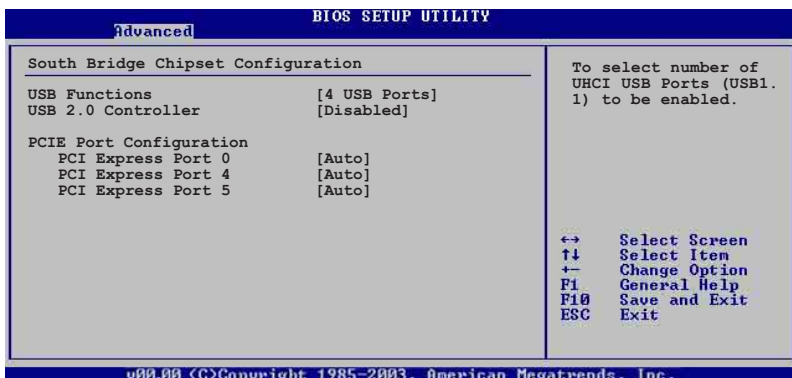 BIOS SETUP UTILITY
Advanced
South Bridge Chipset Configuration
USB Functions [4 USB Ports]
USB 2.0 Controller [Disabled]
PCIE Port Configuration
PCI Express Port 0 [Auto]
PCI Express Port 4 [Auto]
PCI Express Port 5 [Auto]
To select number of
UHCI USB Ports (USB1.
1) to be enabled.
↔ Select Screen
↑↓ Select Item
+- Change Option
F1 General Help
F10 Save and Exit
ESC Exit
v00.00 (C)Copyright 1985-2003, American Megatrends, Inc.